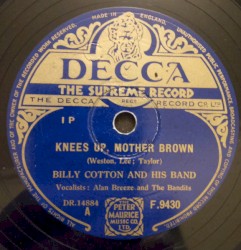 MADE IN ENGLAND.
DECCA
THE SUPREME RECORD
THE DECCA
REGD
RECORD CO LTD
1P
KNEES UP, MOTHER BROWN
(Weston, Lee; Taylor)
BILLY COTTON AND HIS BAND
Vocalists: Alan Breeze and The Bandits
DR.14884
A
F.9430
PETER
MAURICE
MUSIC CO.
LTD.